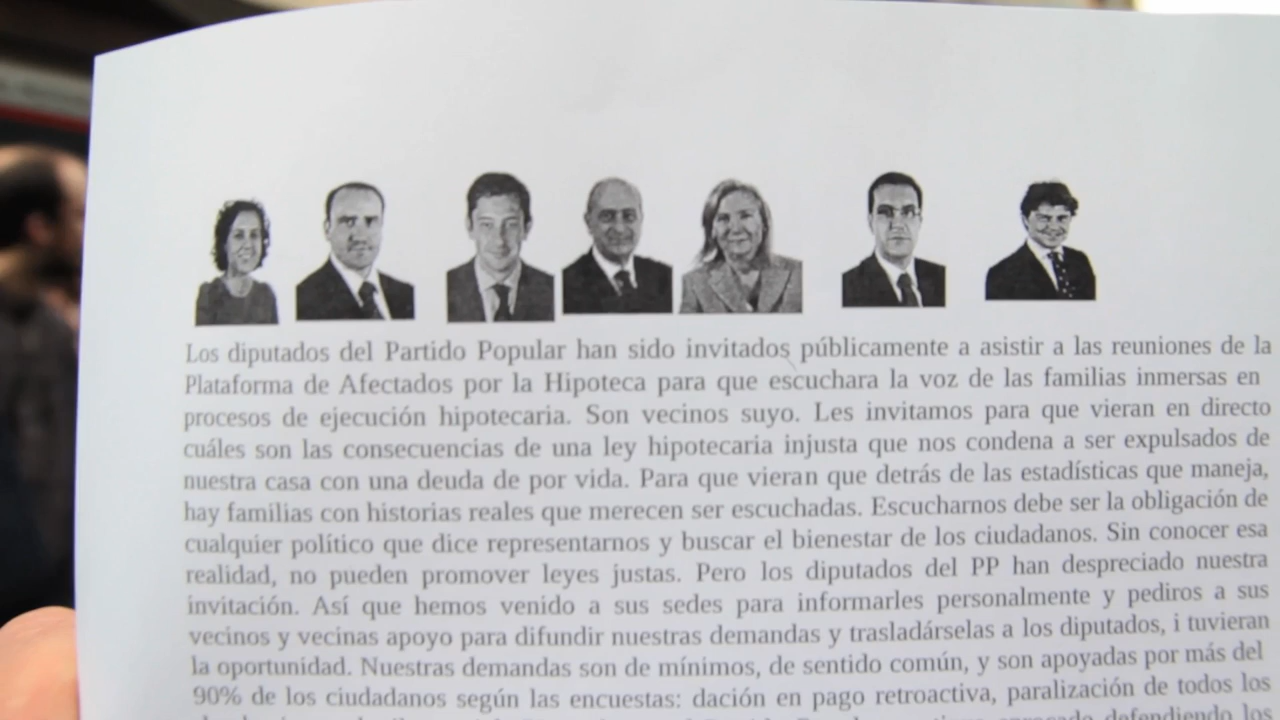 Los diputados del Partido Popular han sido invitados públicamente a asistir a las reuniones de la
Plataforma de Afectados por la Hipoteca para que escuchara la voz de las familias inmersas en
procesos de ejecución hipotecaria. Son vecinos suyo. Les invitamos para que vieran en directo
cuáles son las consecuencias de una ley hipotecaria injusta que nos condena a ser expulsados de
nuestra casa con una deuda de por vida. Para que vieran que detrás de las estadísticas que maneja,
hay familias con historias reales que merecen ser escuchadas. Escucharnos debe ser la obligación de
cualquier político que dice representarnos y buscar el bienestar de los ciudadanos. Sin conocer esa
realidad, no pueden promover leyes justas. Pero los diputados del PP han despreciado nuestra
invitación. Así que hemos venido a sus sedes para informarles personalmente y pediros a sus
vecinos y vecinas apoyo para difundir nuestras demandas y trasladárselas a los diputados, i tuvieran
la oportunidad. Nuestras demandas son de mínimos, de sentido común, y son apoyadas por más del
90% de los ciudadanos según las encuestas: dación en pago retroactiva, paralización de todos los
defendiendo los